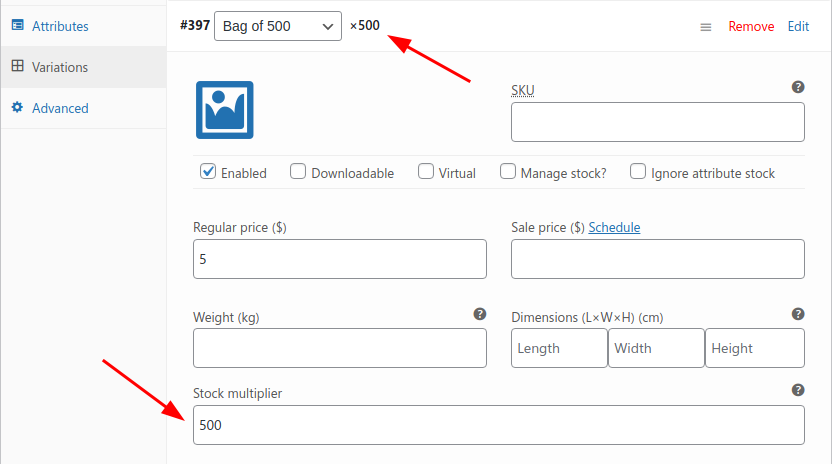 Attributes
Variations
Advanced
#397 Bag of 500 ×500 Remove Edit
SKU
Enabled Downloadable Virtual Manage stock? Ignore attribute stock
Regular price ($) Sale price ($) Schedule
5
Weight (kg) Dimensions (L×W×H) (cm)
Length Width Height
Stock multiplier
500